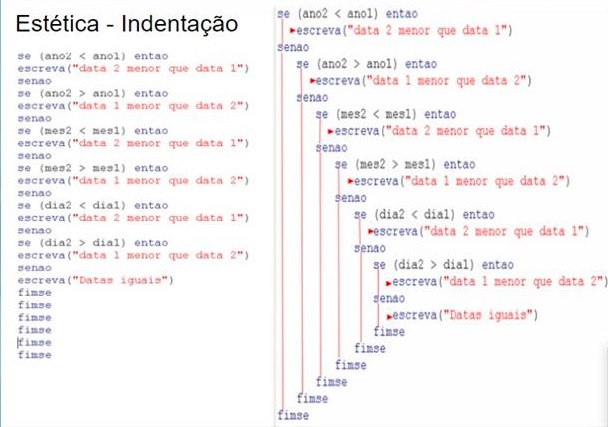 Estética - Indentação
se (ano2 < ano1) entao
escreva("data 2 menor que data 1")
senao
se (ano2 > ano1) entao
escreva("data 1 menor que data 2")
senao
se (mes2 < mes1) entao
escreva("data 2 menor que data 1")
senao
se (mes2 > mes1) entao
escreva("data 1 menor que data 2")
senao
se (dia2 < dia1) entao
escreva("data 2 menor que data 1")
senao
se (dia2 > dia1) entao
escreva("data 1 menor que data 2")
senao
escreva("Datas iguais")
fimse
fimse
fimse
fimse
fimse
fimse
se (ano2 < ano1) entao
escreva("data 2 menor que data 1")
senao
se (ano2 > ano1) entao
escreva("data 1 menor que data 2")
senao
se (mes2 < mes1) entao
escreva("data 2 menor que data 1")
senao
se (mes2 > mes1) entao
escreva("data 1 menor que data 2")
senao
se (dia2 < dia1) entao
escreva("data 2 menor que data 1")
senao
se (dia2 > dia1) entao
escreva("data 1 menor que data 2")
senao
escreva("Datas iguais")
fimse
fimse
fimse
fimse
fimse
fimse